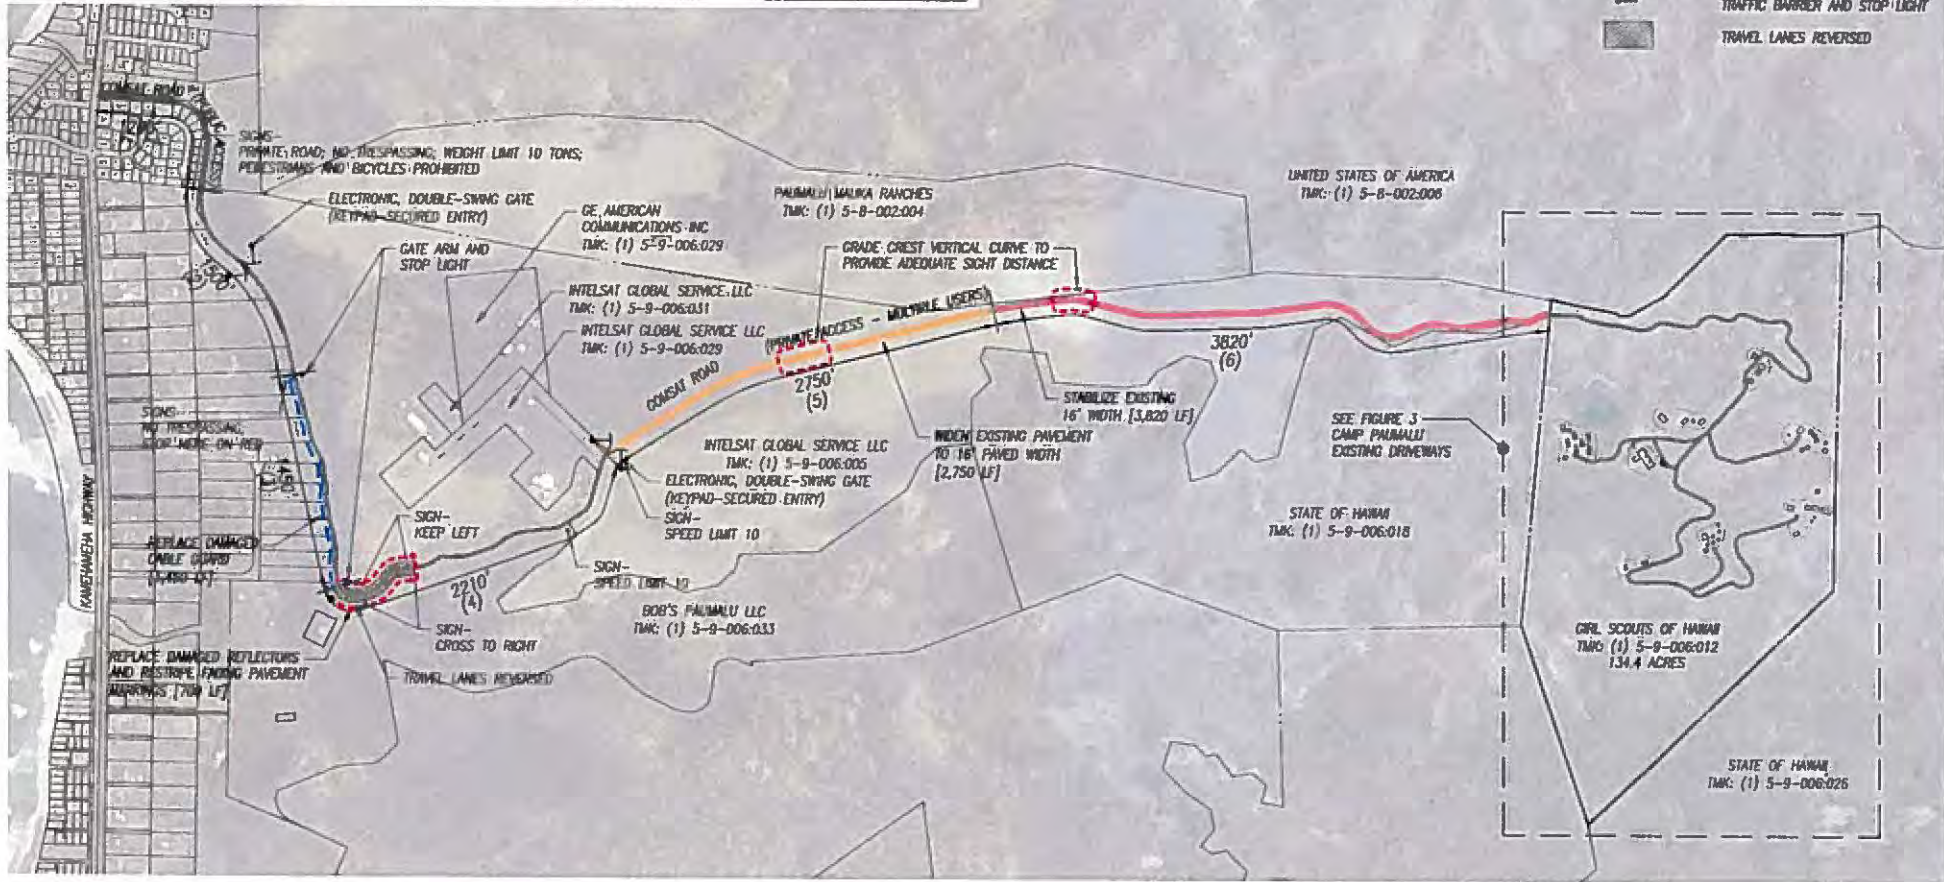 TRAFFIC BARRIER AND STOP LIGHT
TRAVEL LANES REVERSED
COMSAT ROAD
(PUBLIC ACCESS)
SIGNS-
PRIVATE ROAD; NO TRESPASSING; WEIGHT LIMIT 10 TONS;
PEDESTRIANS AND BICYCLES PROHIBITED
ELECTRONIC, DOUBLE-SWING GATE
(KEYPAD-SECURED ENTRY)
GATE ARM AND
STOP LIGHT
GE AMERICAN
COMMUNICATIONS INC
TMK: (1) 5-9-006:029
INTELSAT GLOBAL SERVICE LLC
TMK: (1) 5-9-006:031
INTELSAT GLOBAL SERVICE LLC
TMK: (1) 5-9-006:029
PAUMALU MAUKA RANCHES
TMK: (1) 5-8-002:004
GRADE CREST VERTICAL CURVE TO
PROVIDE ADEQUATE SIGHT DISTANCE
UNITED STATES OF AMERICA
TMK: (1) 5-8-002:006
COMSAT ROAD
(PRIVATE ACCESS - MULTIPLE USERS)
2750'
(5)
3820'
(6)
STABILIZE EXISTING
16' WIDTH [3,820 LF]
WIDEN EXISTING PAVEMENT
TO 16' PAVED WIDTH
[2,750 LF]
SEE FIGURE 3
CAMP PAUMALU
EXISTING DRIVEWAYS
INTELSAT GLOBAL SERVICE LLC
TMK: (1) 5-9-006:005
ELECTRONIC, DOUBLE-SWING GATE
(KEYPAD-SECURED ENTRY)
SIGN-
SPEED LIMIT 10
STATE OF HAWAII
TMK: (1) 5-9-006:018
SIGNS-
NO TRESPASSING,
STOP HERE ON RED
KAMEHAMEHA HIGHWAY
REPLACE DAMAGED
CABLE GUARD
SIGN-
KEEP LEFT
2210'
(4)
SIGN-
SPEED LIMIT 10
BOB'S PAUMALU LLC
TMK: (1) 5-9-006:033
SIGN-
CROSS TO RIGHT
TRAVEL LANES REVERSED
REPLACE DAMAGED REFLECTORS
AND RESTRIPE FADING PAVEMENT
MARKINGS [700 LF]
GIRL SCOUTS OF HAWAII
TMK: (1) 5-9-006:012
134.4 ACRES
STATE OF HAWAII
TMK: (1) 5-9-006:026